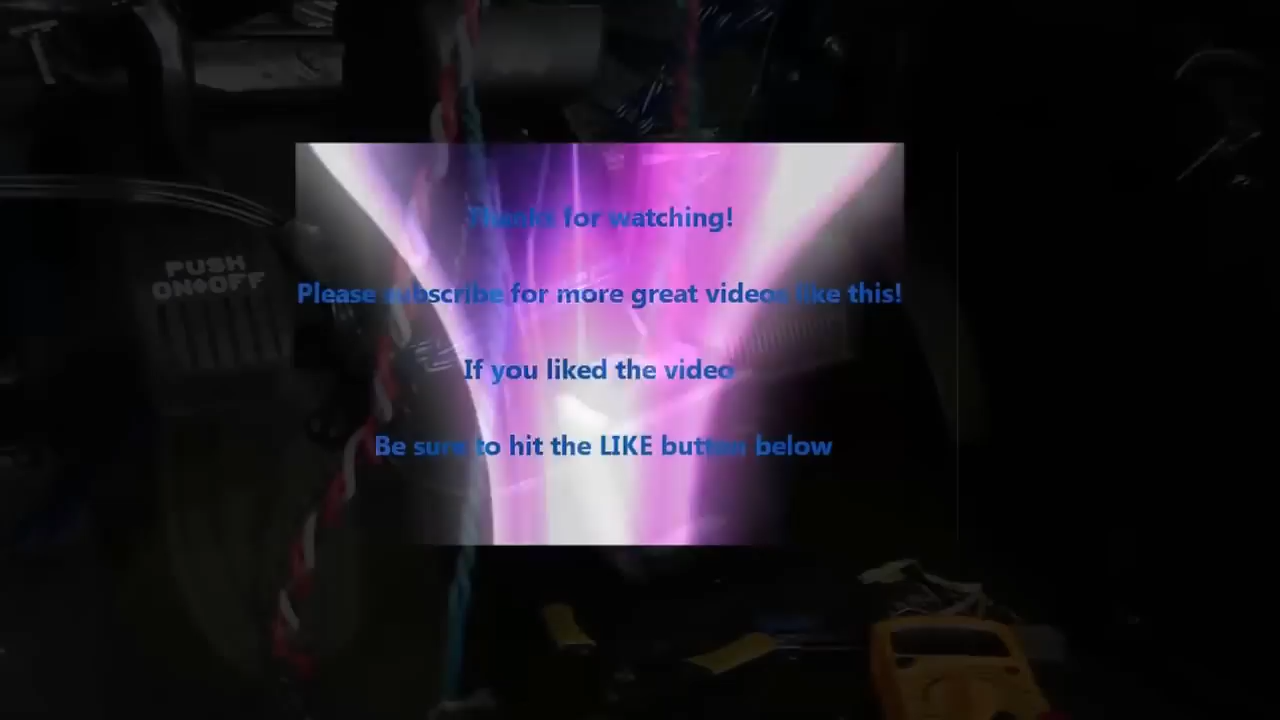 PUSH
ON◆OFF
Thanks for watching!
Please subscribe for more great videos like this!
If you liked the video
Be sure to hit the LIKE button below